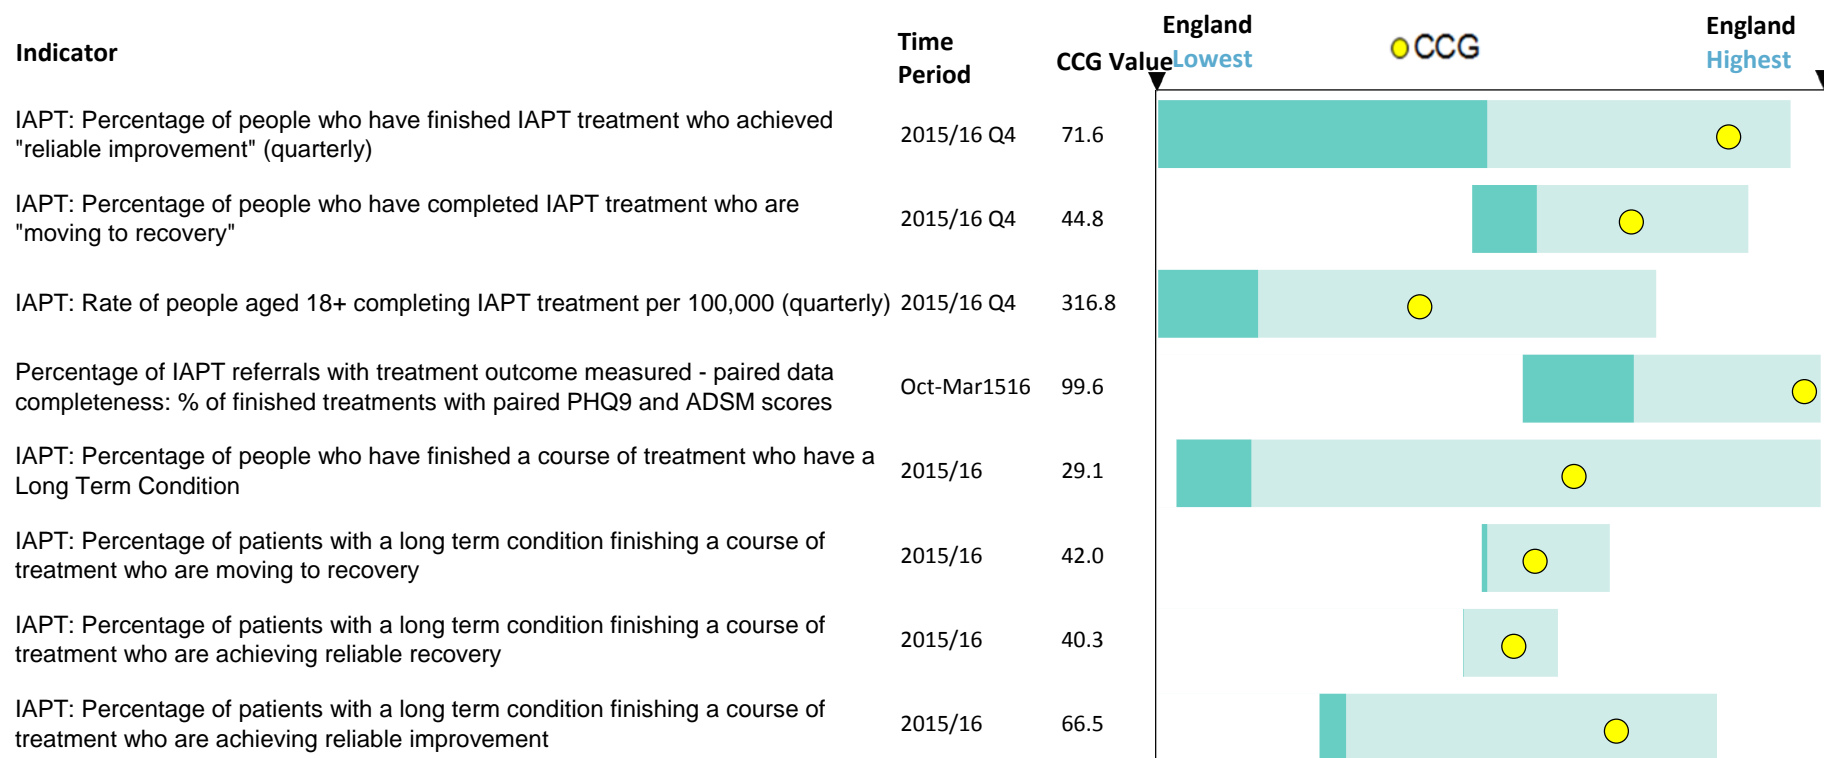 Indicator
Time
Period
CCG Value
England
Lowest
CCG
England
Highest
IAPT: Percentage of people who have finished IAPT treatment who achieved
"reliable improvement" (quarterly)
2015/16 Q4
71.6
IAPT: Percentage of people who have completed IAPT treatment who are
"moving to recovery"
2015/16 Q4
44.8
IAPT: Rate of people aged 18+ completing IAPT treatment per 100,000 (quarterly)
2015/16 Q4
316.8
Percentage of IAPT referrals with treatment outcome measured - paired data
completeness: % of finished treatments with paired PHQ9 and ADSM scores
Oct-Mar1516
99.6
IAPT: Percentage of people who have finished a course of treatment who have a
Long Term Condition
2015/16
29.1
IAPT: Percentage of patients with a long term condition finishing a course of
treatment who are moving to recovery
2015/16
42.0
IAPT: Percentage of patients with a long term condition finishing a course of
treatment who are achieving reliable recovery
2015/16
40.3
IAPT: Percentage of patients with a long term condition finishing a course of
treatment who are achieving reliable improvement
2015/16
66.5